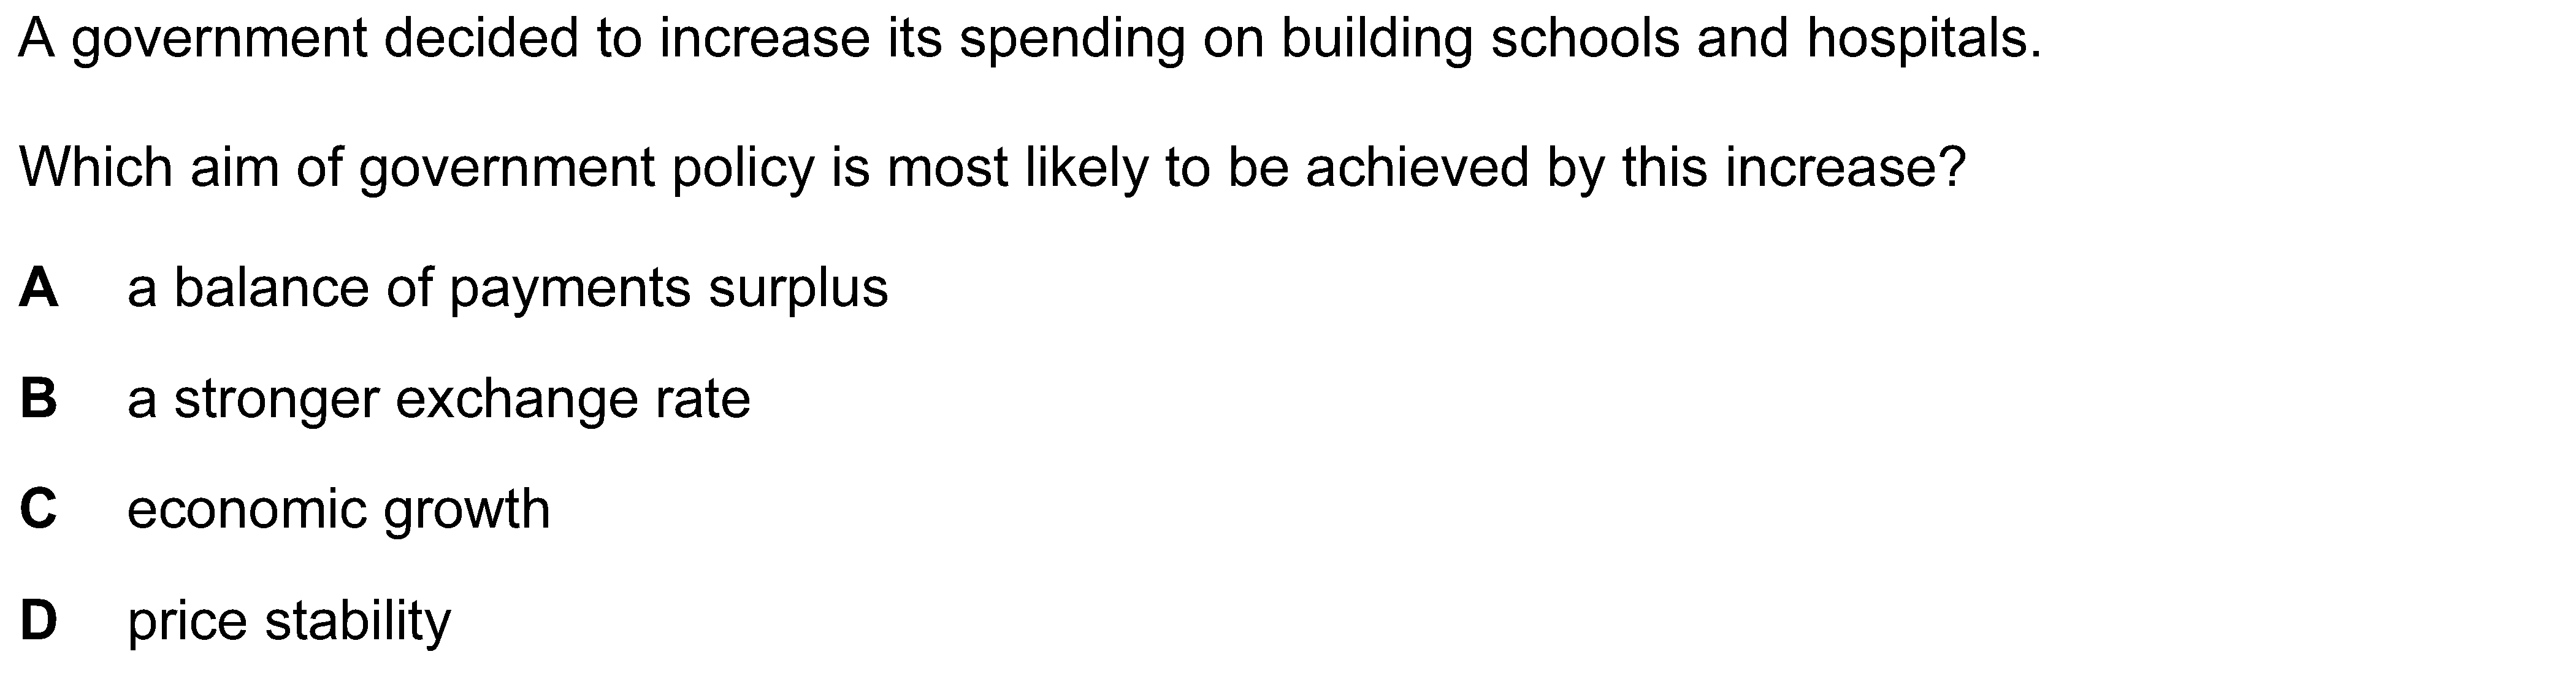 A government decided to increase its spending on building schools and hospitals.
Which aim of government policy is most likely to be achieved by this increase?
A a balance of payments surplus
B a stronger exchange rate
C economic growth
D price stability